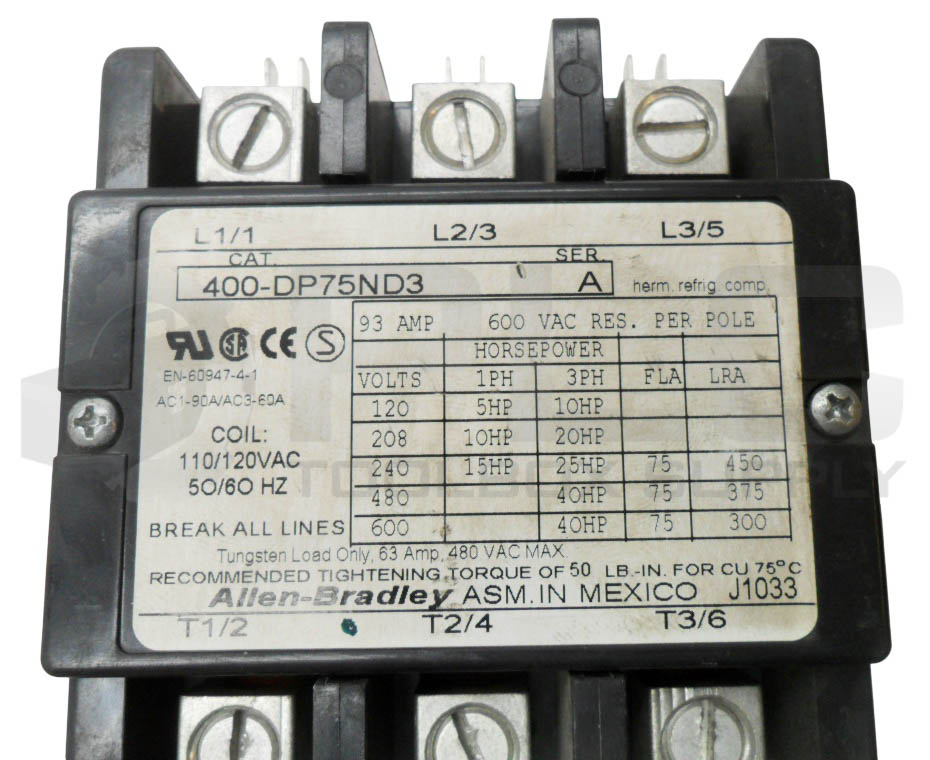 L1/1 L2/3 L3/5
CAT. SER.
400-DP75ND3 A herm. refrig. comp.
93 AMP 600 VAC RES. PER POLE
HORSEPOWER
EN-60947-4-1
VOLTS 1PH 3PH FLA LRA
AC1-90A/AC3-60A
120 5HP 10HP
COIL:
208 10HP 20HP
110/120VAC
240 15HP 25HP 75 450
50/60 HZ
480 40HP 75 375
BREAK ALL LINES
600 40HP 75 300
Tungsten Load Only, 63 Amp, 480 VAC MAX
RECOMMENDED TIGHTENING TORQUE OF 50 LB.-IN. FOR CU 75°C
Allen-Bradley ASM. IN MEXICO J1033
T1/2 T2/4 T3/6
TOOLBOX SUPPLY